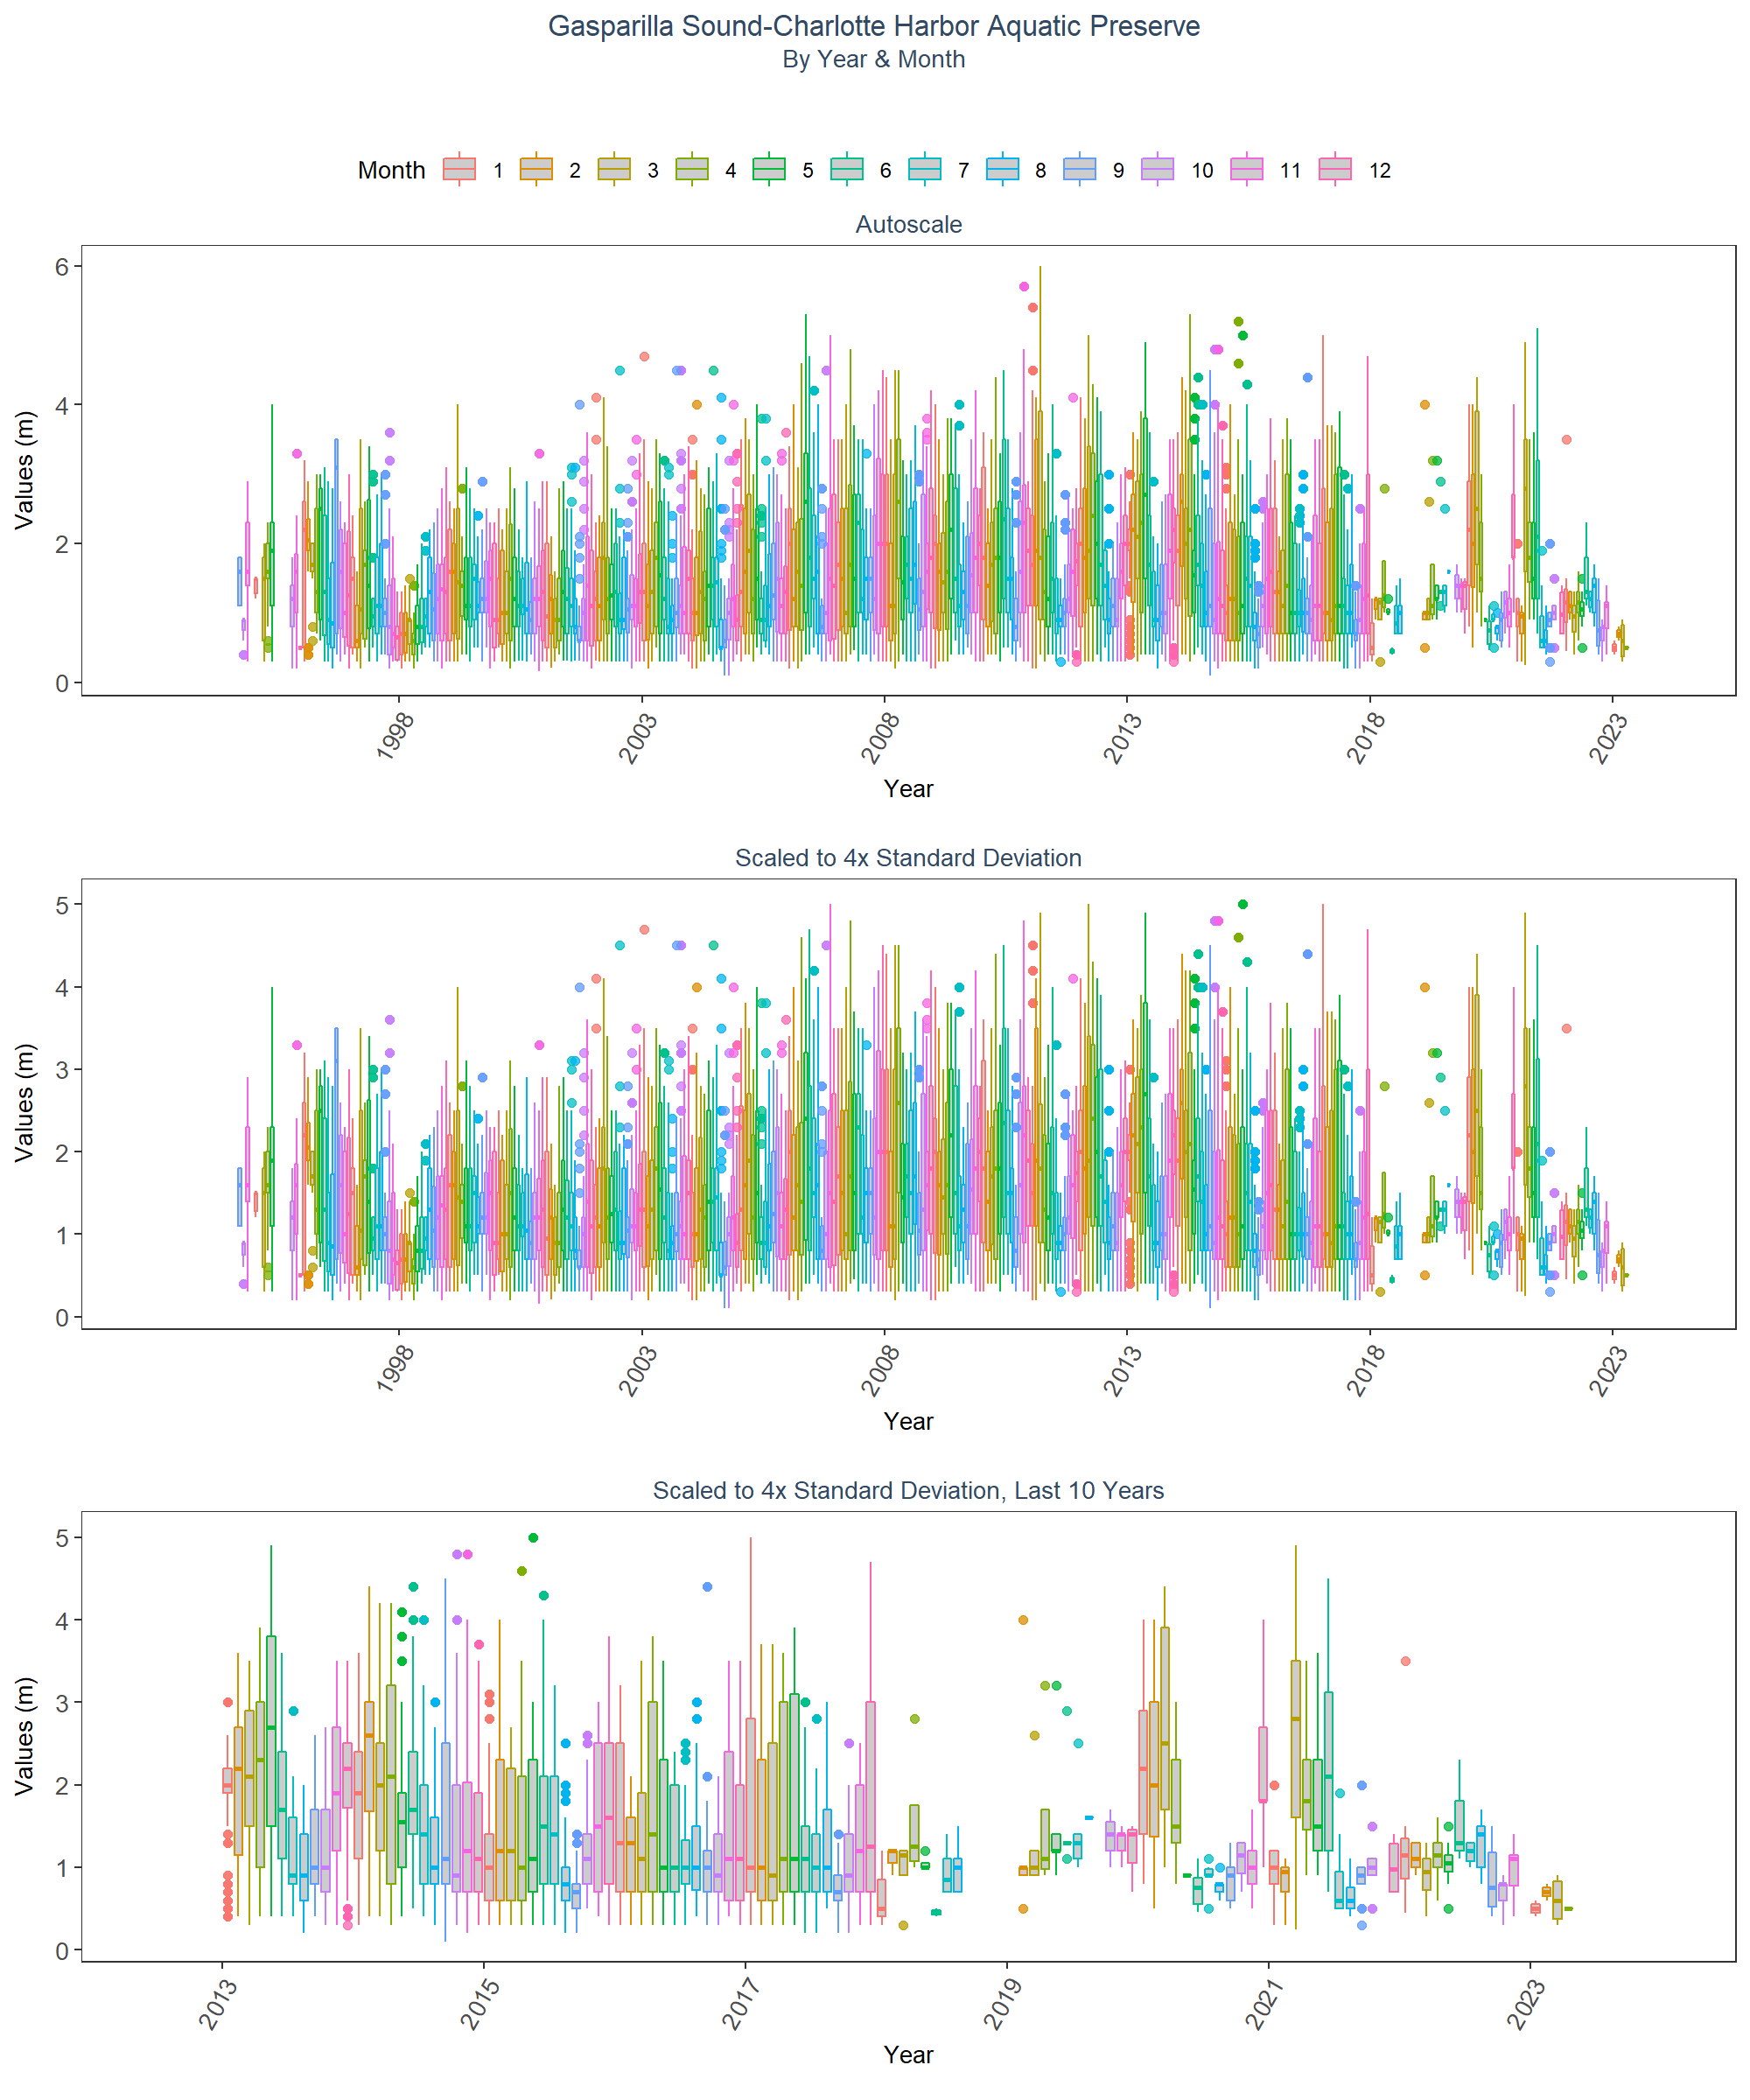 Gasparilla Sound-Charlotte Harbor Aquatic Preserve
By Year & Month
Month 1 2 3 4 5 6 7 8 9 10 11 12
Autoscale
Values (m)
6
4
2
0
1998 2003 2008 2013 2018 2023
Year
Scaled to 4x Standard Deviation
Values (m)
5
4
3
2
1
0
1998 2003 2008 2013 2018 2023
Year
Scaled to 4x Standard Deviation, Last 10 Years
Values (m)
5
4
3
2
1
0
2013 2015 2017 2019 2021 2023
Year